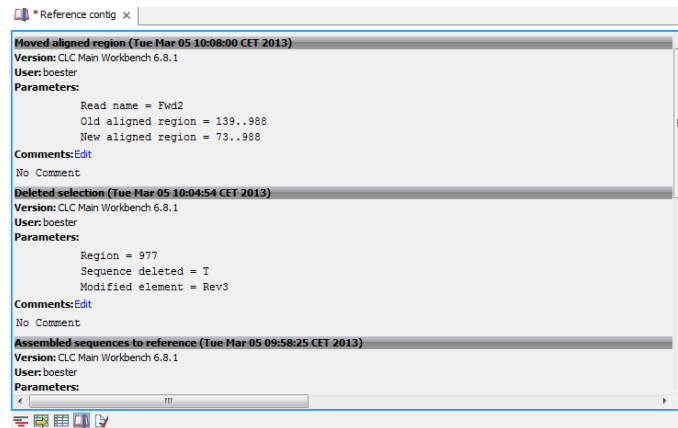 * Reference contig
Moved aligned region (Tue Mar 05 10:08:00 CET 2013)
Version: CLC Main Workbench 6.8.1
User: boester
Parameters:
Read name = Fwd2
Old aligned region = 139..988
New aligned region = 73..988
Comments:Edit
No Comment
Deleted selection (Tue Mar 05 10:04:54 CET 2013)
Version: CLC Main Workbench 6.8.1
User: boester
Parameters:
Region = 977
Sequence deleted = T
Modified element = Rev3
Comments:Edit
No Comment
Assembled sequences to reference (Tue Mar 05 09:58:25 CET 2013)
Version: CLC Main Workbench 6.8.1
User: boester
Parameters: